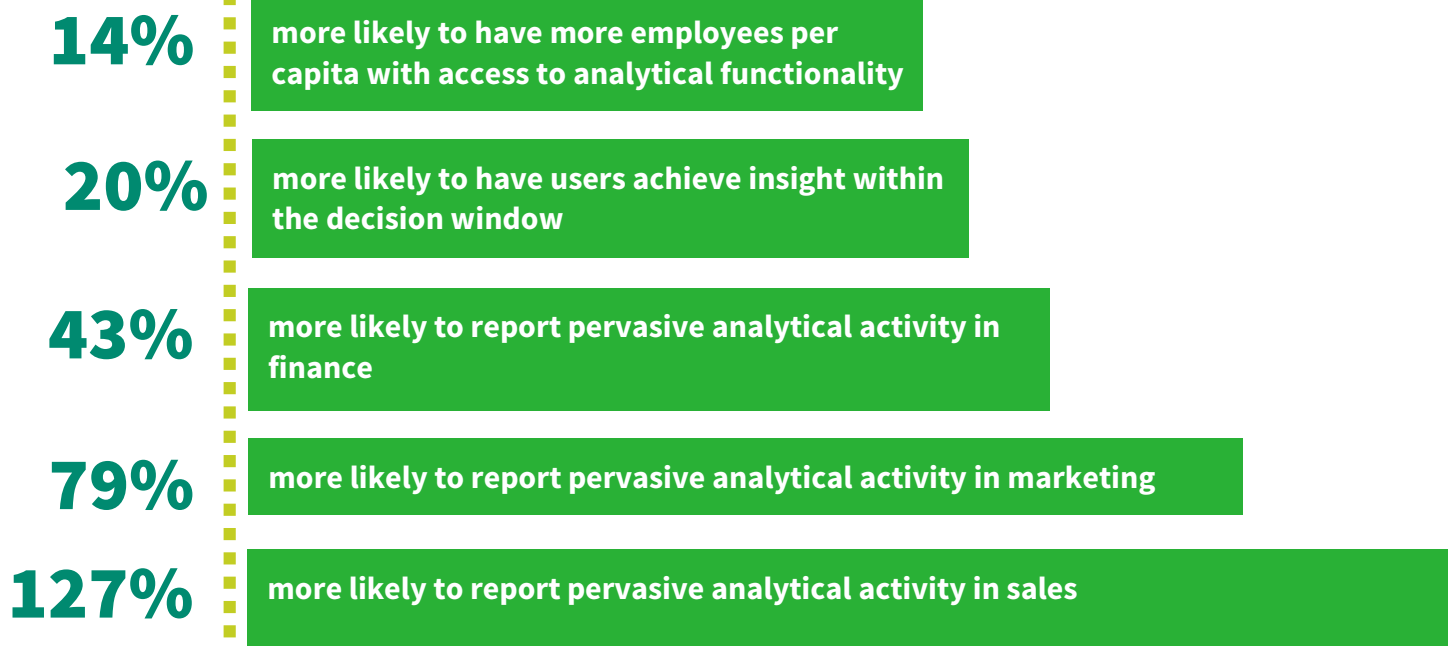 14%
more likely to have more employees per
capita with access to analytical functionality
20%
more likely to have users achieve insight within
the decision window
43%
more likely to report pervasive analytical activity in
finance
79%
more likely to report pervasive analytical activity in marketing
127%
more likely to report pervasive analytical activity in sales